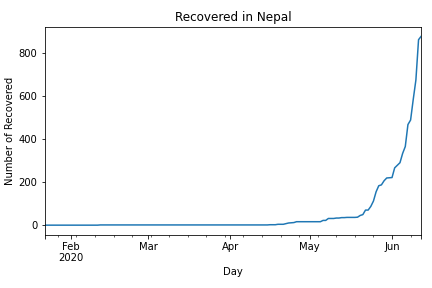 Recovered in Nepal
Number of Recovered
800
600
400
200
0
Feb
2020
Mar
Apr
May
Jun
Day